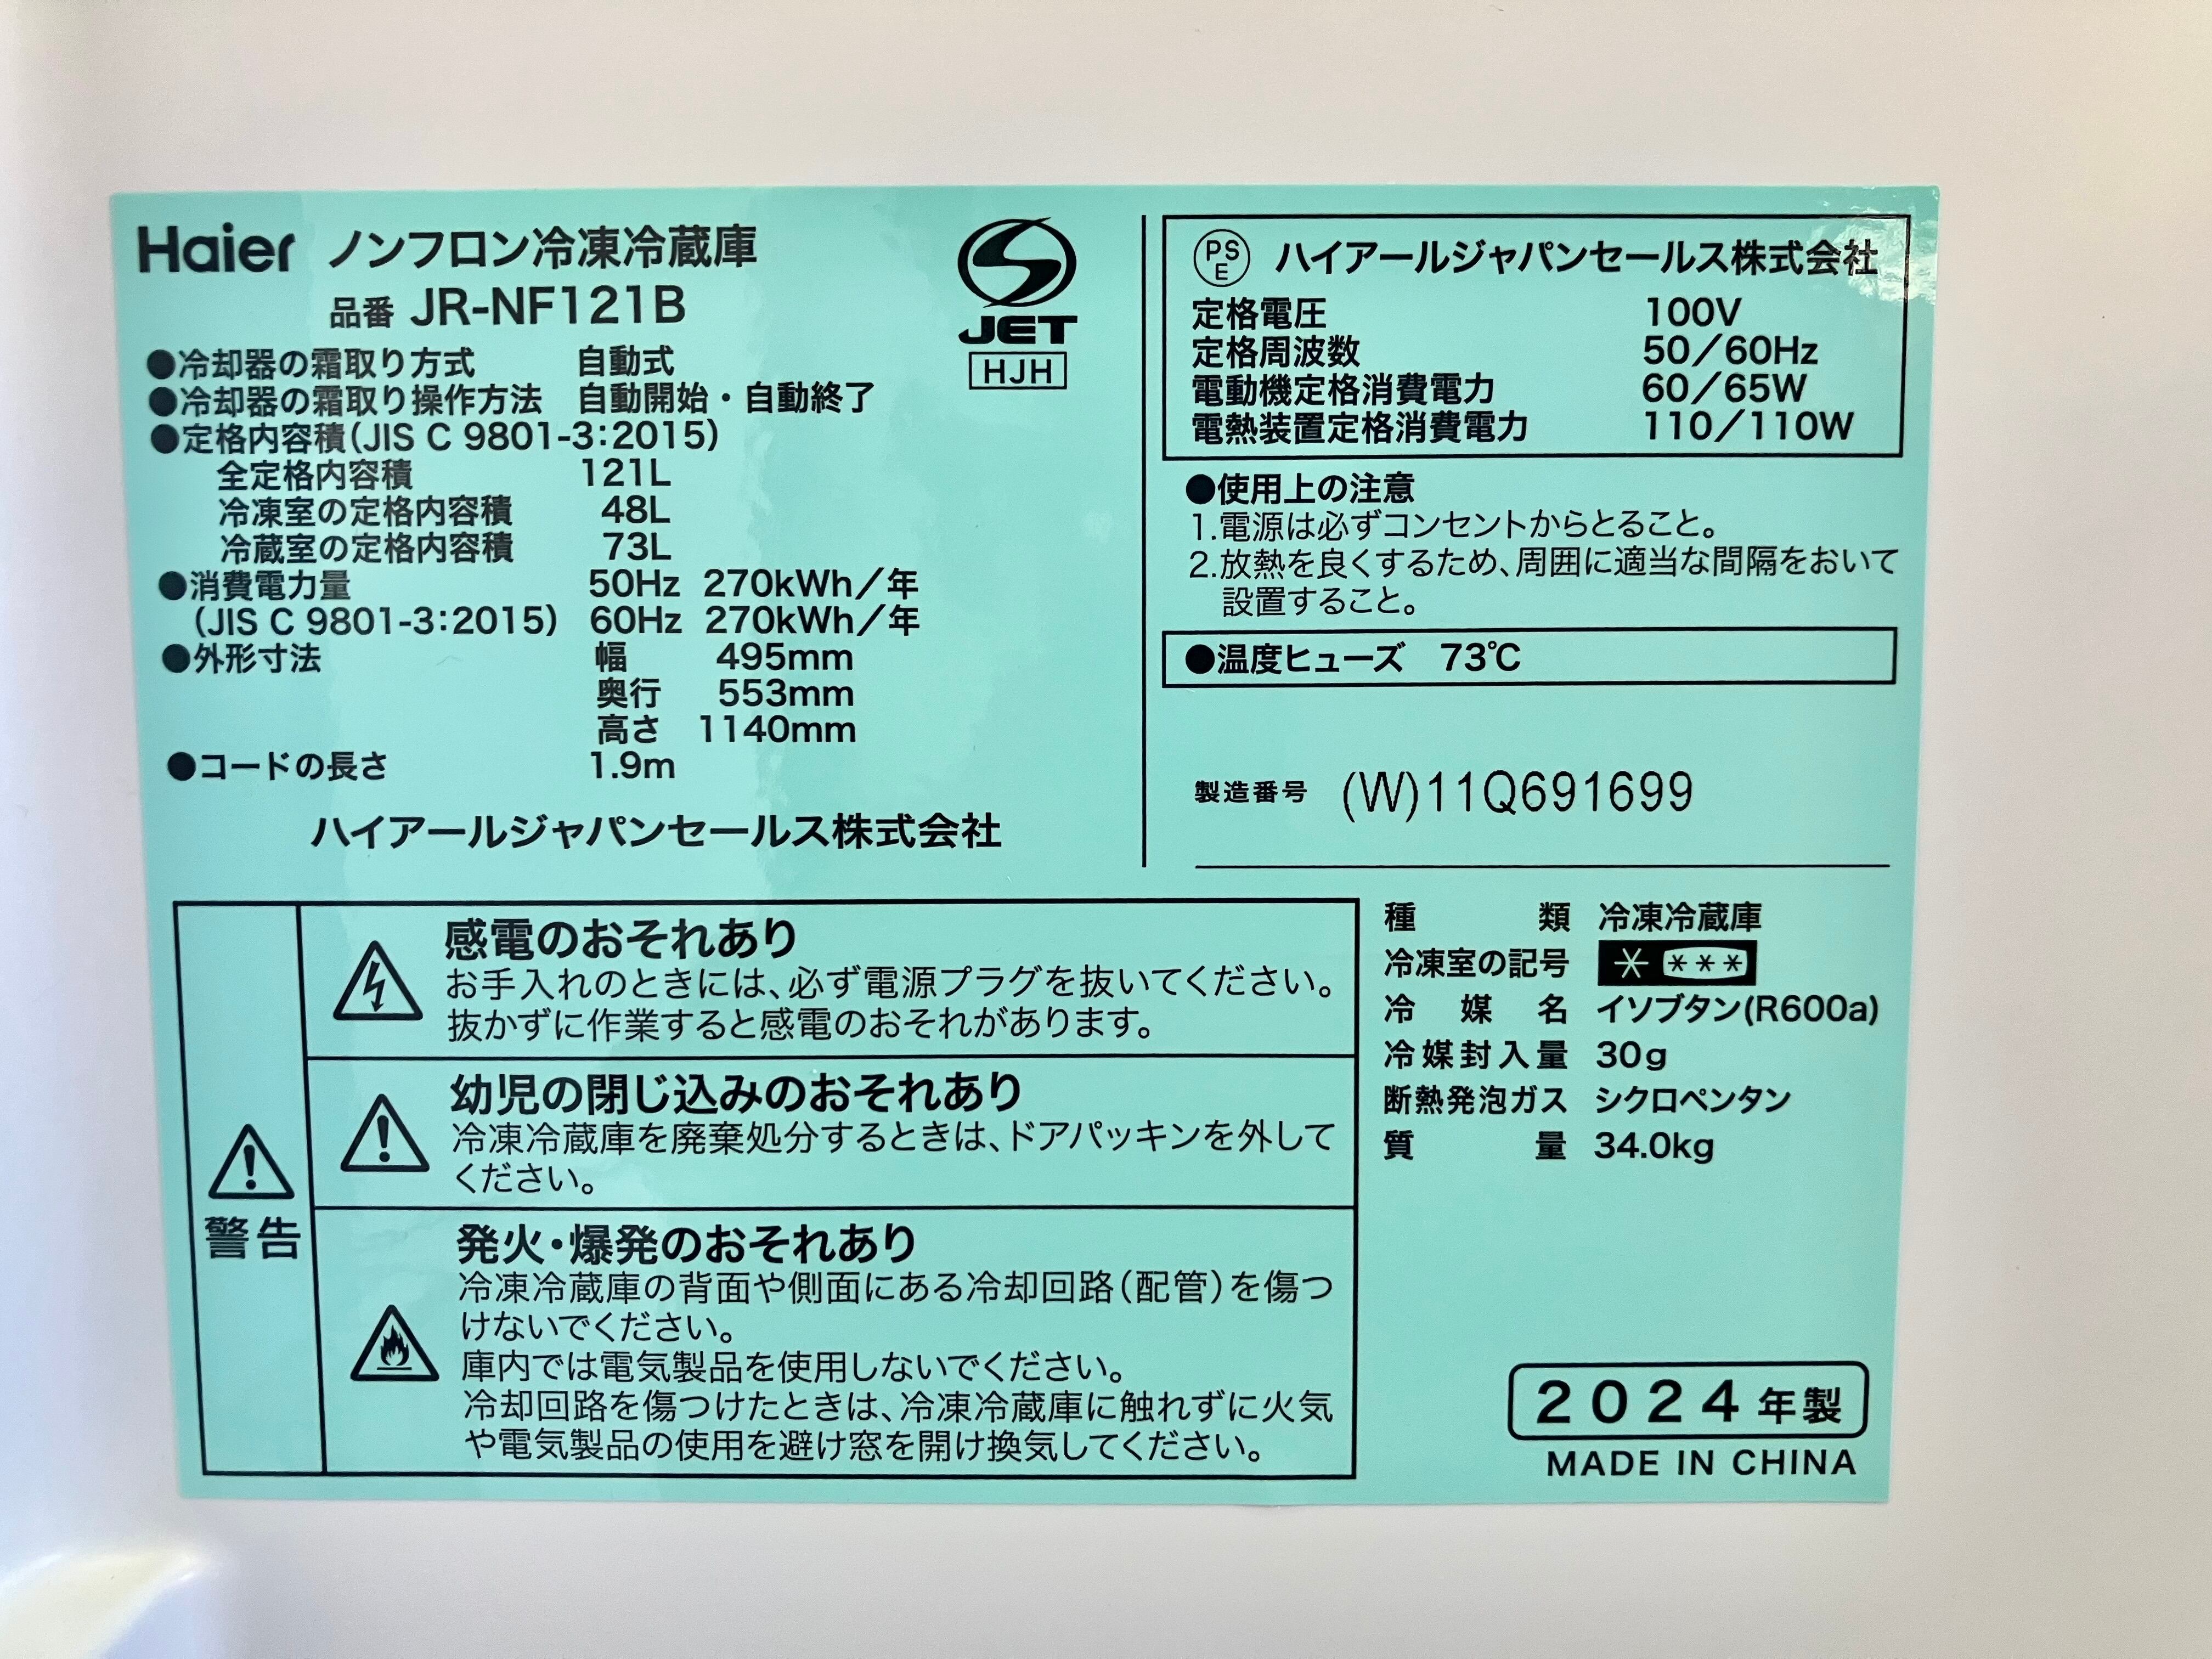 Haier ノンフロン冷凍冷蔵庫
品番 JR-NF121B
●冷却器の霜取り方式 自動式
●冷却器の霜取り操作方法 自動開始・自動終了
●定格内容積(JIS C 9801-3:2015)
全定格内容積 121L
冷凍室の定格内容積 48L
冷蔵室の定格内容積 73L
●消費電力量 50Hz 270kWh/年
(JIS C 9801-3:2015) 60Hz 270kWh/年
●外形寸法 幅 495mm
奥行 553mm
高さ 1140mm
●コードの長さ 1.9m
ハイアールジャパンセールス株式会社
S
JET
HJH
PS
E
ハイアールジャパンセールス株式会社
定格電圧 100V
定格周波数 50/60Hz
電動機定格消費電力 60/65W
電熱装置定格消費電力 110/110W
●使用上の注意
1.電源は必ずコンセントからとること。
2.放熱を良くするため、周囲に適当な間隔をおいて
設置すること。
●温度ヒューズ 73℃
製造番号 (W)11Q691699
警告
感電のおそれあり
お手入れのときには、必ず電源プラグを抜いてください。
抜かずに作業すると感電のおそれがあります。
幼児の閉じ込みのおそれあり
冷凍冷蔵庫を廃棄処分するときは、ドアパッキンを外して
ください。
発火・爆発のおそれあり
冷凍冷蔵庫の背面や側面にある冷却回路(配管)を傷つ
けないでください。
庫内では電気製品を使用しないでください。
冷却回路を傷つけたときは、冷凍冷蔵庫に触れずに火気
や電気製品の使用を避け窓を開け換気してください。
種類 冷凍冷蔵庫
冷凍室の記号 * ***
冷媒名 イソブタン(R600a)
冷媒封入量 30g
断熱発泡ガス シクロペンタン
質量 34.0kg
2024年製
MADE IN CHINA